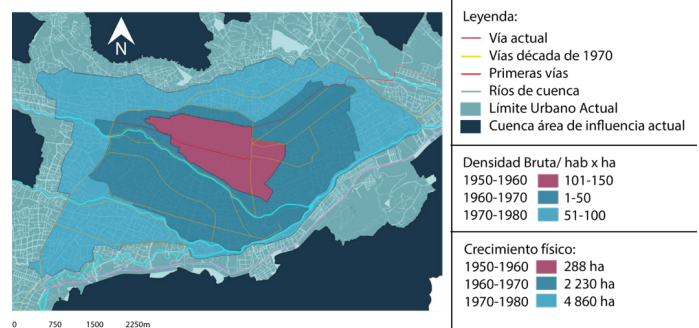 N
0 750 1500 2250m
Leyenda:
Vía actual
Vías década de 1970
Primeras vías
Ríos de cuenca
Límite Urbano Actual
Cuenca área de influencia actual
Densidad Bruta/ hab x ha
1950-1960 101-150
1960-1970 1-50
1970-1980 51-100
Crecimiento físico:
1950-1960 288 ha
1960-1970 2 230 ha
1970-1980 4 860 ha